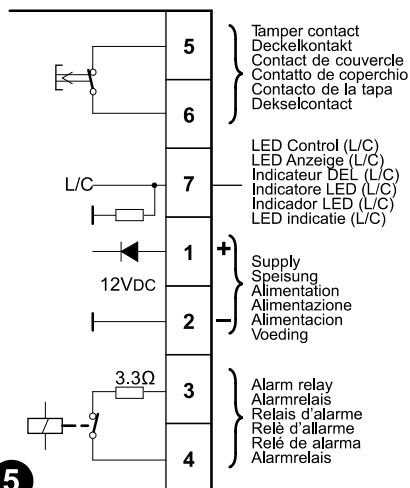 5
Tamper contact
Deckelkontakt
Contact de couvercle
Contatto de coperchio
Contacto de la tapa
Dekselcontact
6
L/C
7
LED Control (L/C)
LED Anzeige (L/C)
Indicateur DEL (L/C)
Indicatore LED (L/C)
Indicador LED (L/C)
LED indicatie (L/C)
1
+
12VDC
2
–
Supply
Speisung
Alimentation
Alimentazione
Alimentacion
Voeding
3.3Ω
3
4
Alarm relay
Alarmrelais
Relais d’alarme
Relè d’allarme
Relé de alarma
Alarmrelais
5